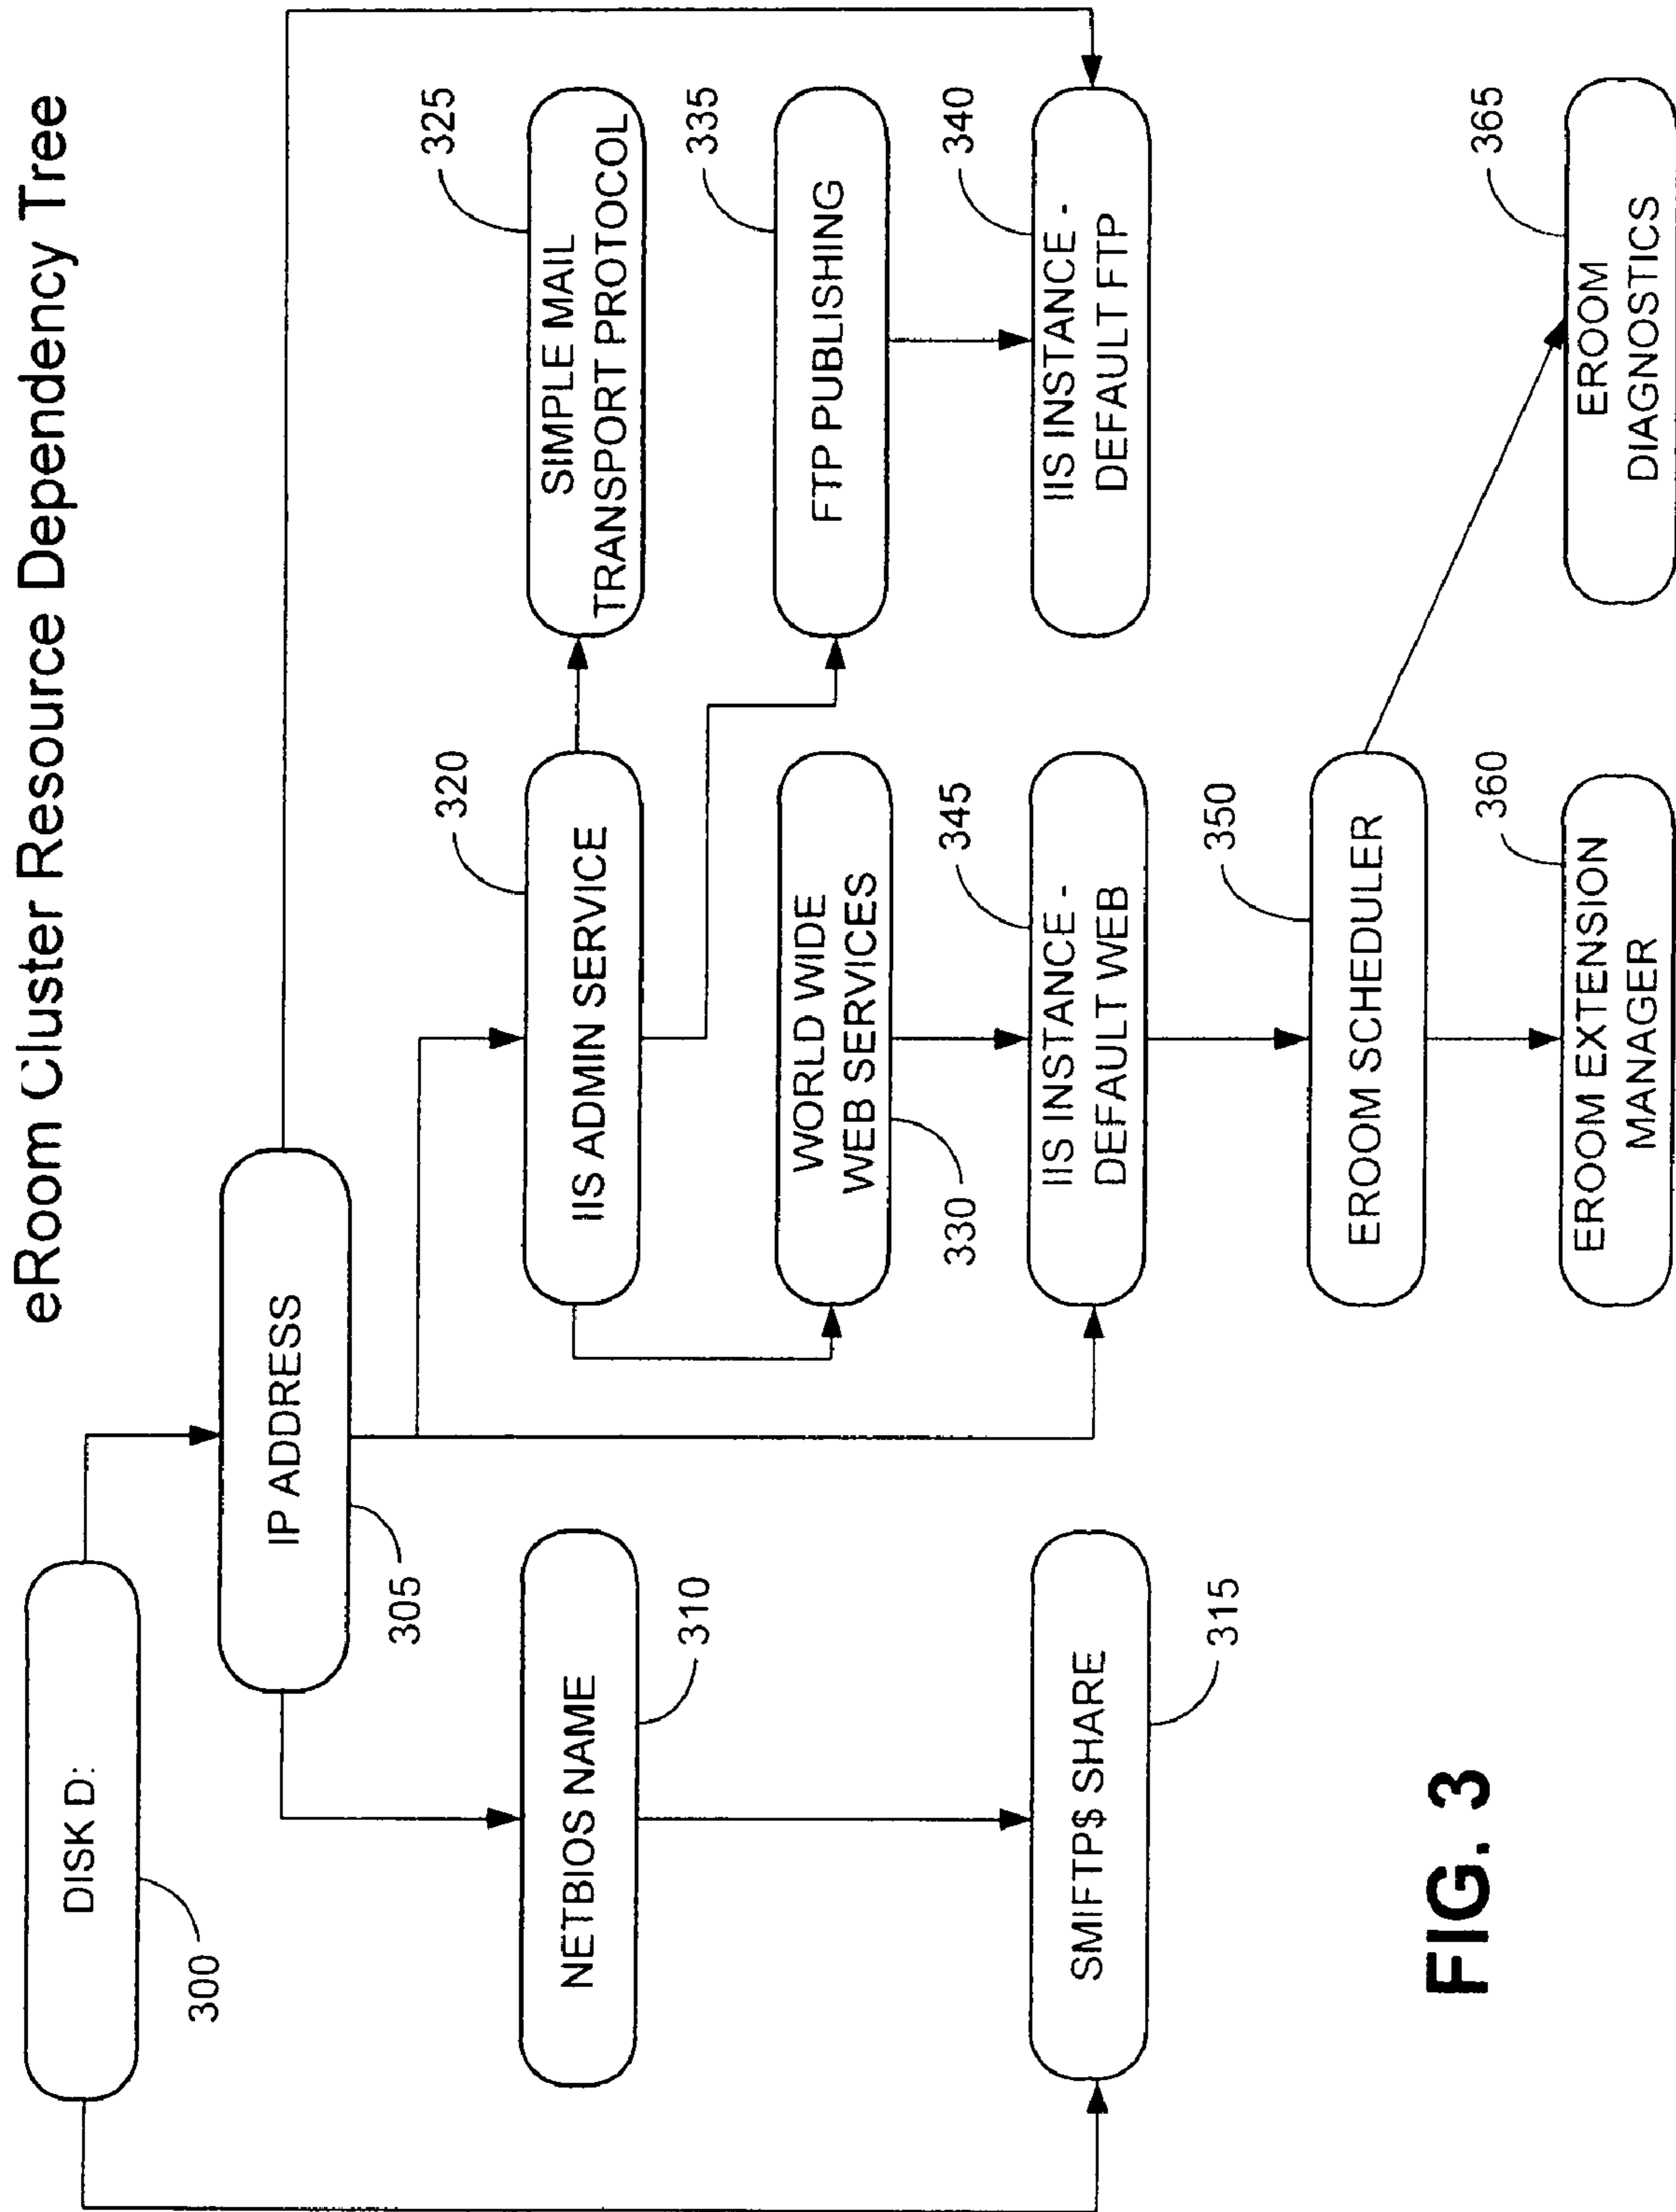 eRoom Cluster Resource Dependency Tree
DISK D:
300
IP ADDRESS
305
NETBIOS NAME
310
IIS ADMIN SERVICE
320
SIMPLE MAIL
TRANSPORT PROTOCOL
325
WORLD WIDE
WEB SERVICES
330
FTP PUBLISHING
335
SMIFTP$ SHARE
315
IIS INSTANCE -
DEFAULT WEB
345
IIS INSTANCE -
DEFAULT FTP
340
EROOM SCHEDULER
350
EROOM EXTENSION
MANAGER
360
EROOM
DIAGNOSTICS
365
FIG. 3